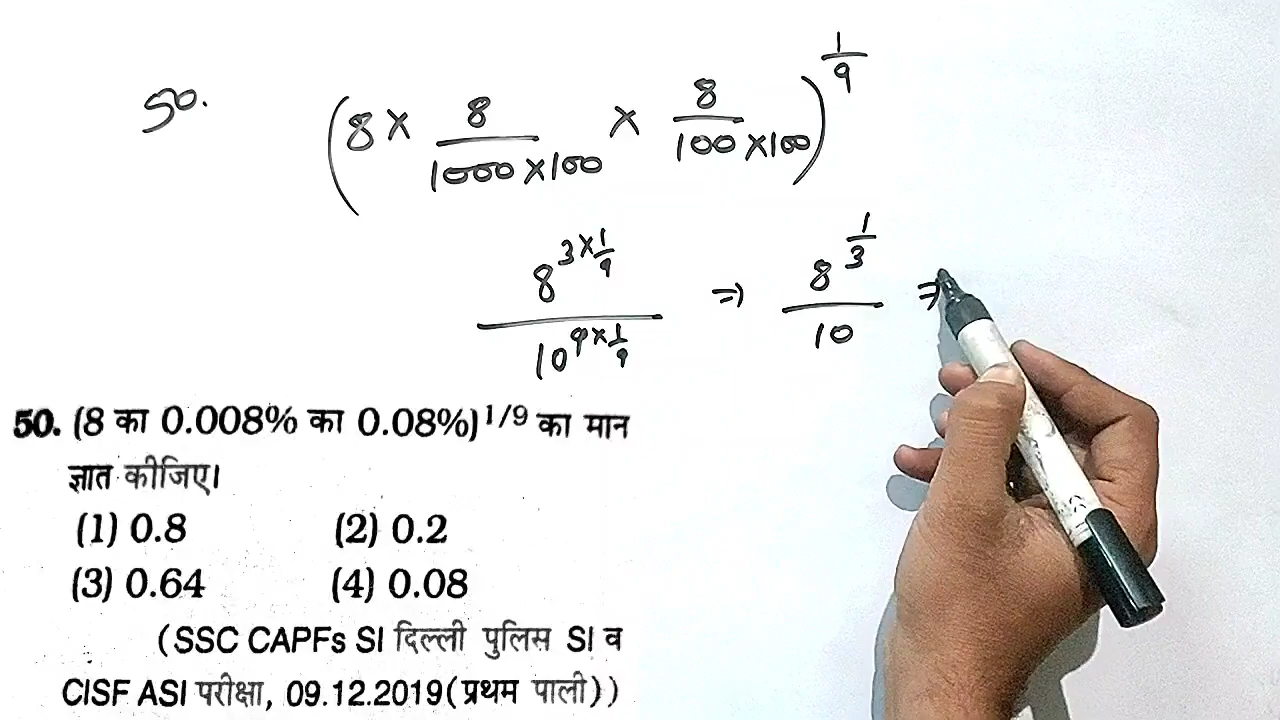 50. (8 × 8/1000×100 × 8/100×100)^1/9
8^3×1/9 / 10^9×1/9 ⇒ 8^1/3 / 10 ⇒
50. (8 का 0.008% का 0.08%)^1/9 का मान
ज्ञात कीजिए।
(1) 0.8 (2) 0.2
(3) 0.64 (4) 0.08
(SSC CAPFs SI दिल्ली पुलिस SI व
CISF ASI परीक्षा, 09.12.2019(प्रथम पाली))